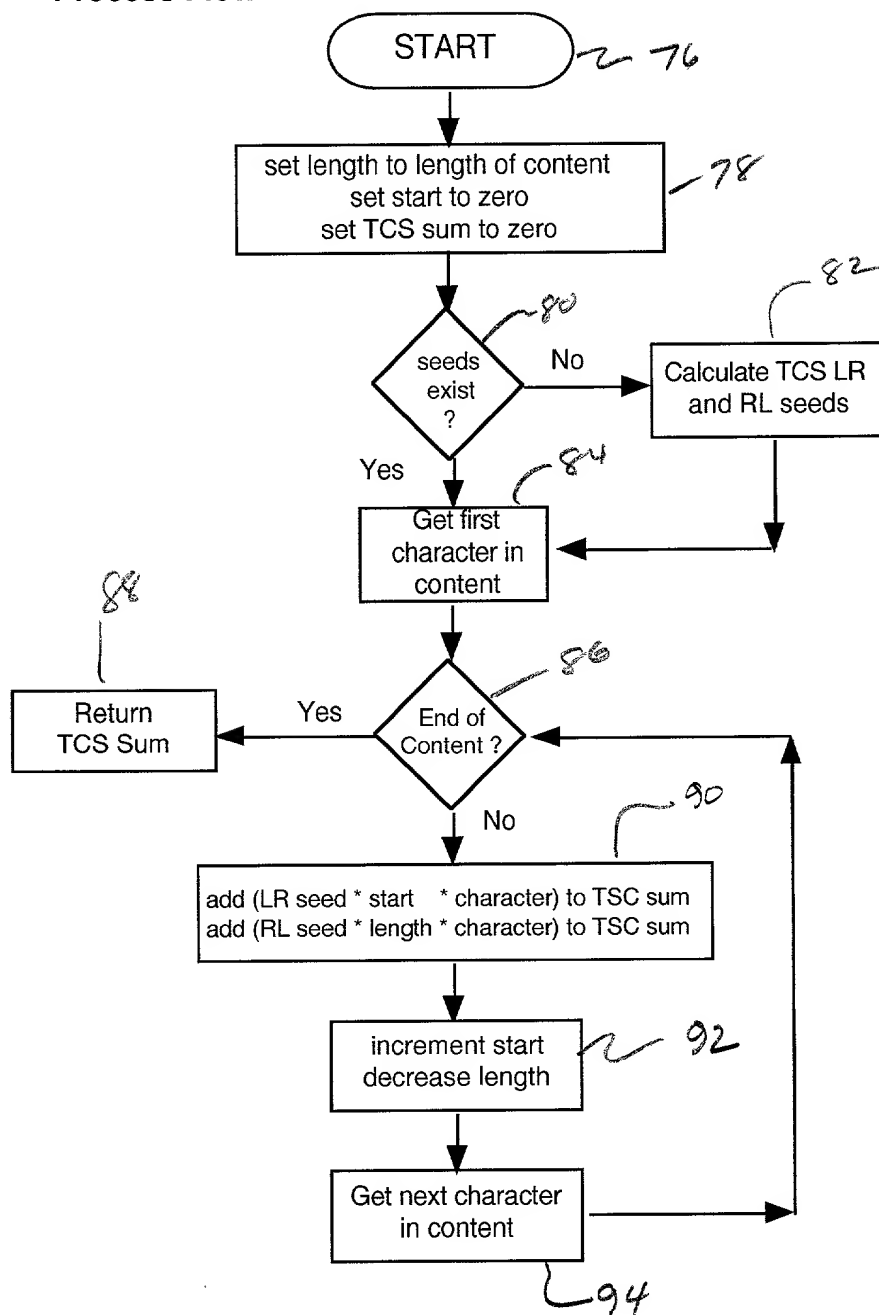 START
76
set length to length of content
set start to zero
set TCS sum to zero
78
80
82
seeds
exist
?
No
Calculate TCS LR
and RL seeds
Yes
84
Get first
character in
content
88
86
Return
TCS Sum
Yes
End of
Content ?
No
90
add (LR seed * start * character) to TSC sum
add (RL seed * length * character) to TSC sum
increment start
decrease length
92
Get next character
in content
94